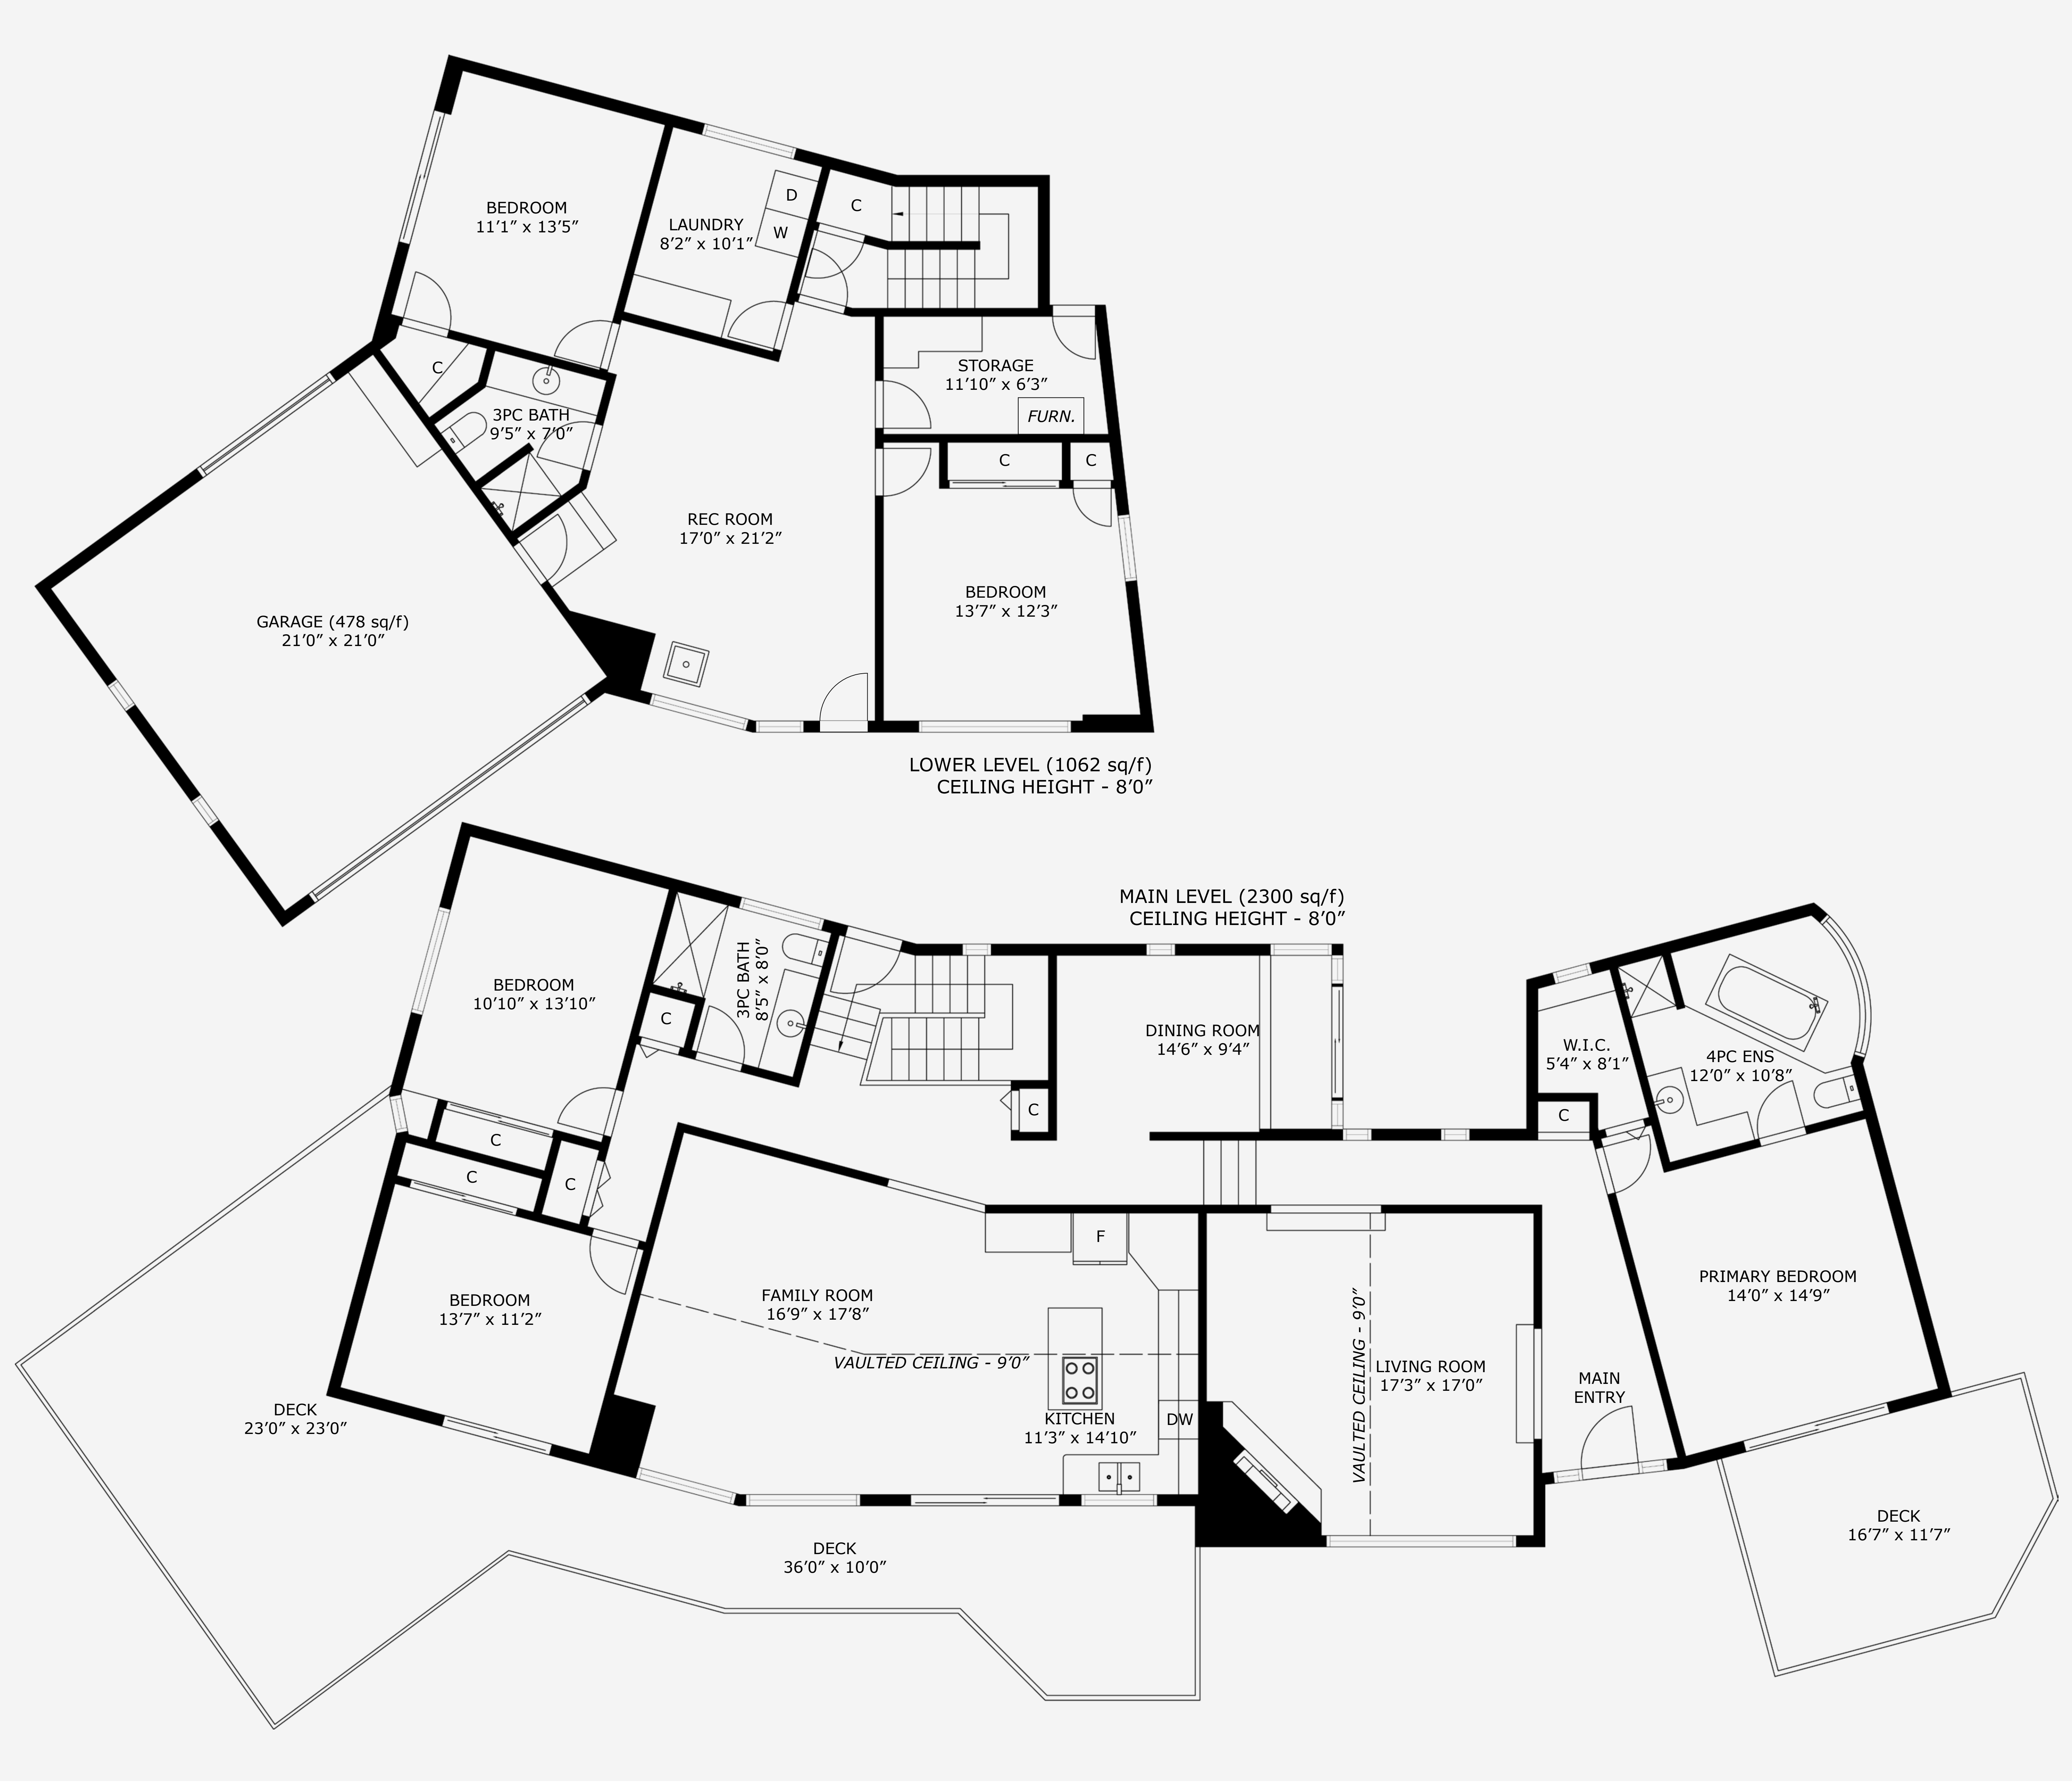 BEDROOM
11′1″ x 13′5″
LAUNDRY
8′2″ x 10′1″
D
W
C
C
3PC BATH
9′5″ x 7′0″
STORAGE
11′10″ x 6′3″
FURN.
C
C
REC ROOM
17′0″ x 21′2″
BEDROOM
13′7″ x 12′3″
GARAGE (478 sq/f)
21′0″ x 21′0″
LOWER LEVEL (1062 sq/f)
CEILING HEIGHT - 8′0″
MAIN LEVEL (2300 sq/f)
CEILING HEIGHT - 8′0″
BEDROOM
10′10″ x 13′10″
3PC BATH
8′5″ x 8′0″
C
C
DINING ROOM
14′6″ x 9′4″
W.I.C.
5′4″ x 8′1″
4PC ENS
12′0″ x 10′8″
C
C
C
C
F
BEDROOM
13′7″ x 11′2″
FAMILY ROOM
16′9″ x 17′8″
VAULTED CEILING - 9′0″
KITCHEN
11′3″ x 14′10″
DW
VAULTED CEILING - 9′0″
LIVING ROOM
17′3″ x 17′0″
MAIN
ENTRY
PRIMARY BEDROOM
14′0″ x 14′9″
DECK
23′0″ x 23′0″
DECK
36′0″ x 10′0″
DECK
16′7″ x 11′7″